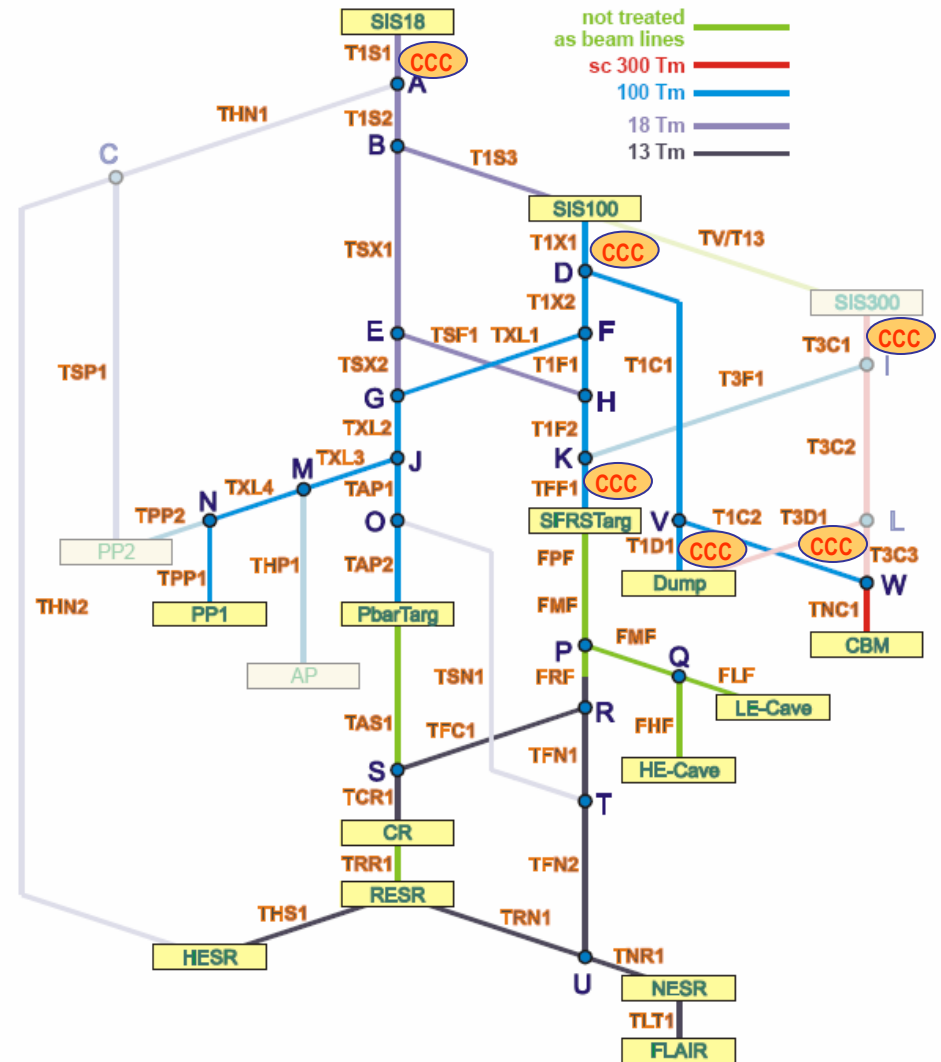 SIS18
not treated
as beam lines
sc 300 Tm
100 Tm
18 Tm
13 Tm
T1S1
CCC
A
THN1
T1S2
C
B
T1S3
SIS100
TSX1
T1X1
CCC
TV/T13
D
SIS300
T1X2
E
TSF1
TXL1
F
CCC
T3C1
I
TSX2
T1F1
T1C1
T3F1
TSP1
G
H
TXL2
T1F2
T3C2
M
TXL3
J
K
TXL4
TAP1
TFF1
CCC
N
TPP2
O
SFRSTarg
V
T1C2
T3D1
L
PP2
T1D1
CCC
CCC
T3C3
THP1
TAP2
FPF
TPP1
Dump
W
THN2
FMF
TNC1
PP1
PbarTarg
FMF
CBM
P
Q
AP
TSN1
FRF
FLF
LE-Cave
R
TAS1
TFC1
FHF
TFN1
S
HE-Cave
TCR1
T
CR
TRR1
TFN2
RESR
THS1
TRN1
HESR
TNR1
U
NESR
TLT1
FLAIR